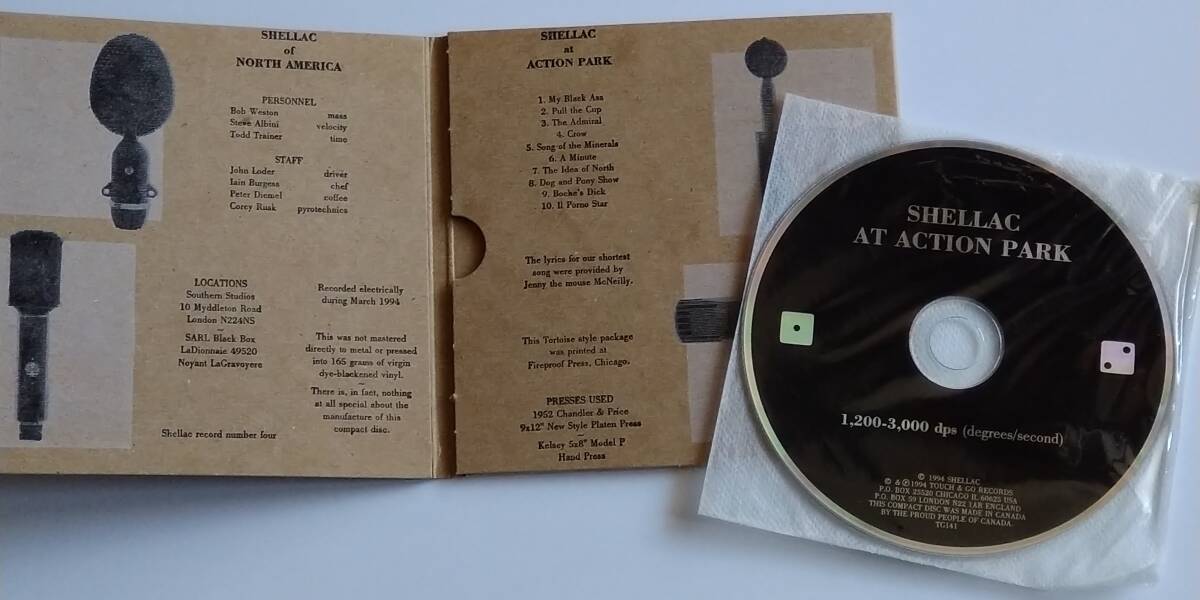 SHELLAC
of
NORTH AMERICA
PERSONNEL
Bob Weston mass
Steve Albini velocity
Todd Trainer time
STAFF
John Loder driver
Iain Burgess chef
Peter Diemel coffee
Corey Rusk pyrotechnics
LOCATIONS
Southern Studios
10 Myddleton Road
London N224NS
~
SARL Black Box
LaDionnaie 49520
Noyant LaGravoyere
Recorded electrically
during March 1994
This was not mastered
directly to metal or pressed
into 165 grams of virgin
dye-blackened vinyl.
~
There is, in fact, nothing
at all special about the
manufacture of this
compact disc.
Shellac record number four
SHELLAC
at
ACTION PARK
1. My Black Ass
2. Pull the Cup
3. The Admiral
4. Crow
5. Song of the Minerals
6. A Minute
7. The Idea of North
8. Dog and Pony Show
9. Boche's Dick
10. Il Porno Star
The lyrics for our shortest
song were provided by
Jenny the mouse McNeilly.
This Tortoise style package
was printed at
Fireproof Press, Chicago.
PRESSES USED
1952 Chandler & Price
9x12" New Style Platen Press
~
Kelsey 5x8" Model P
Hand Press
SHELLAC
AT ACTION PARK
1,200-3,000 dps (degrees/second)
© 1994 SHELLAC
© & ℗ 1994 TOUCH & GO RECORDS
P.O. BOX 25520 CHICAGO IL 60625 USA
P.O. BOX 59 LONDON N22 1AR ENGLAND
THIS COMPACT DISC WAS MADE IN CANADA
BY THE PROUD PEOPLE OF CANADA.
TG141